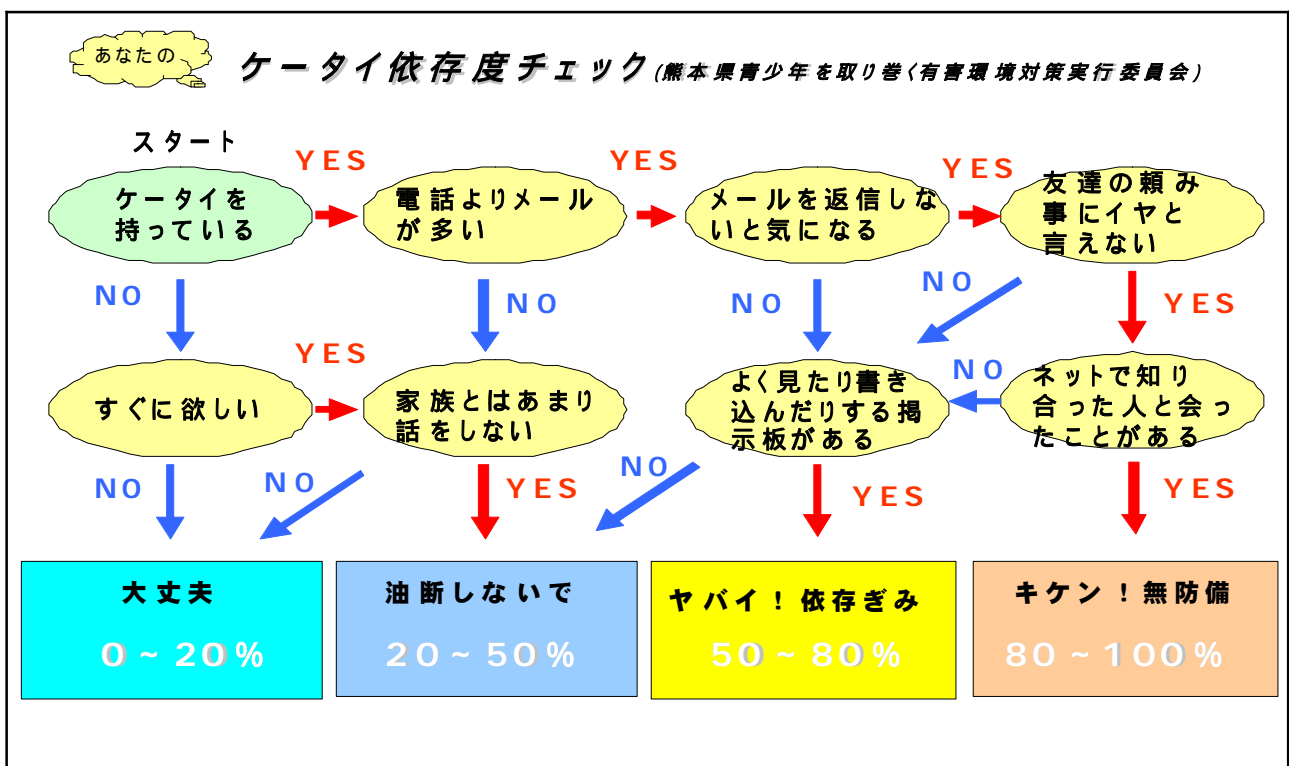 あなたの
ケータイ依存度チェック(熊本県青少年を取り巻く有害環境対策実行委員会)
スタート
YES
YES
YES
ケータイを
持っている
電話よりメール
が多い
メールを返信しな
いと気になる
友達の頼み
事にイヤと
言えない
NO
NO
NO
NO
YES
YES
すぐに欲しい
家族とはあまり
話をしない
よく見たり書き
込んだりする掲
示板がある
NO
ネットで知り
合った人と会っ
たことがある
NO
NO
YES
NO
YES
YES
大丈夫
0~20%
油断しないで
20~50%
ヤバイ!依存ぎみ
50~80%
キケン!無防備
80~100%